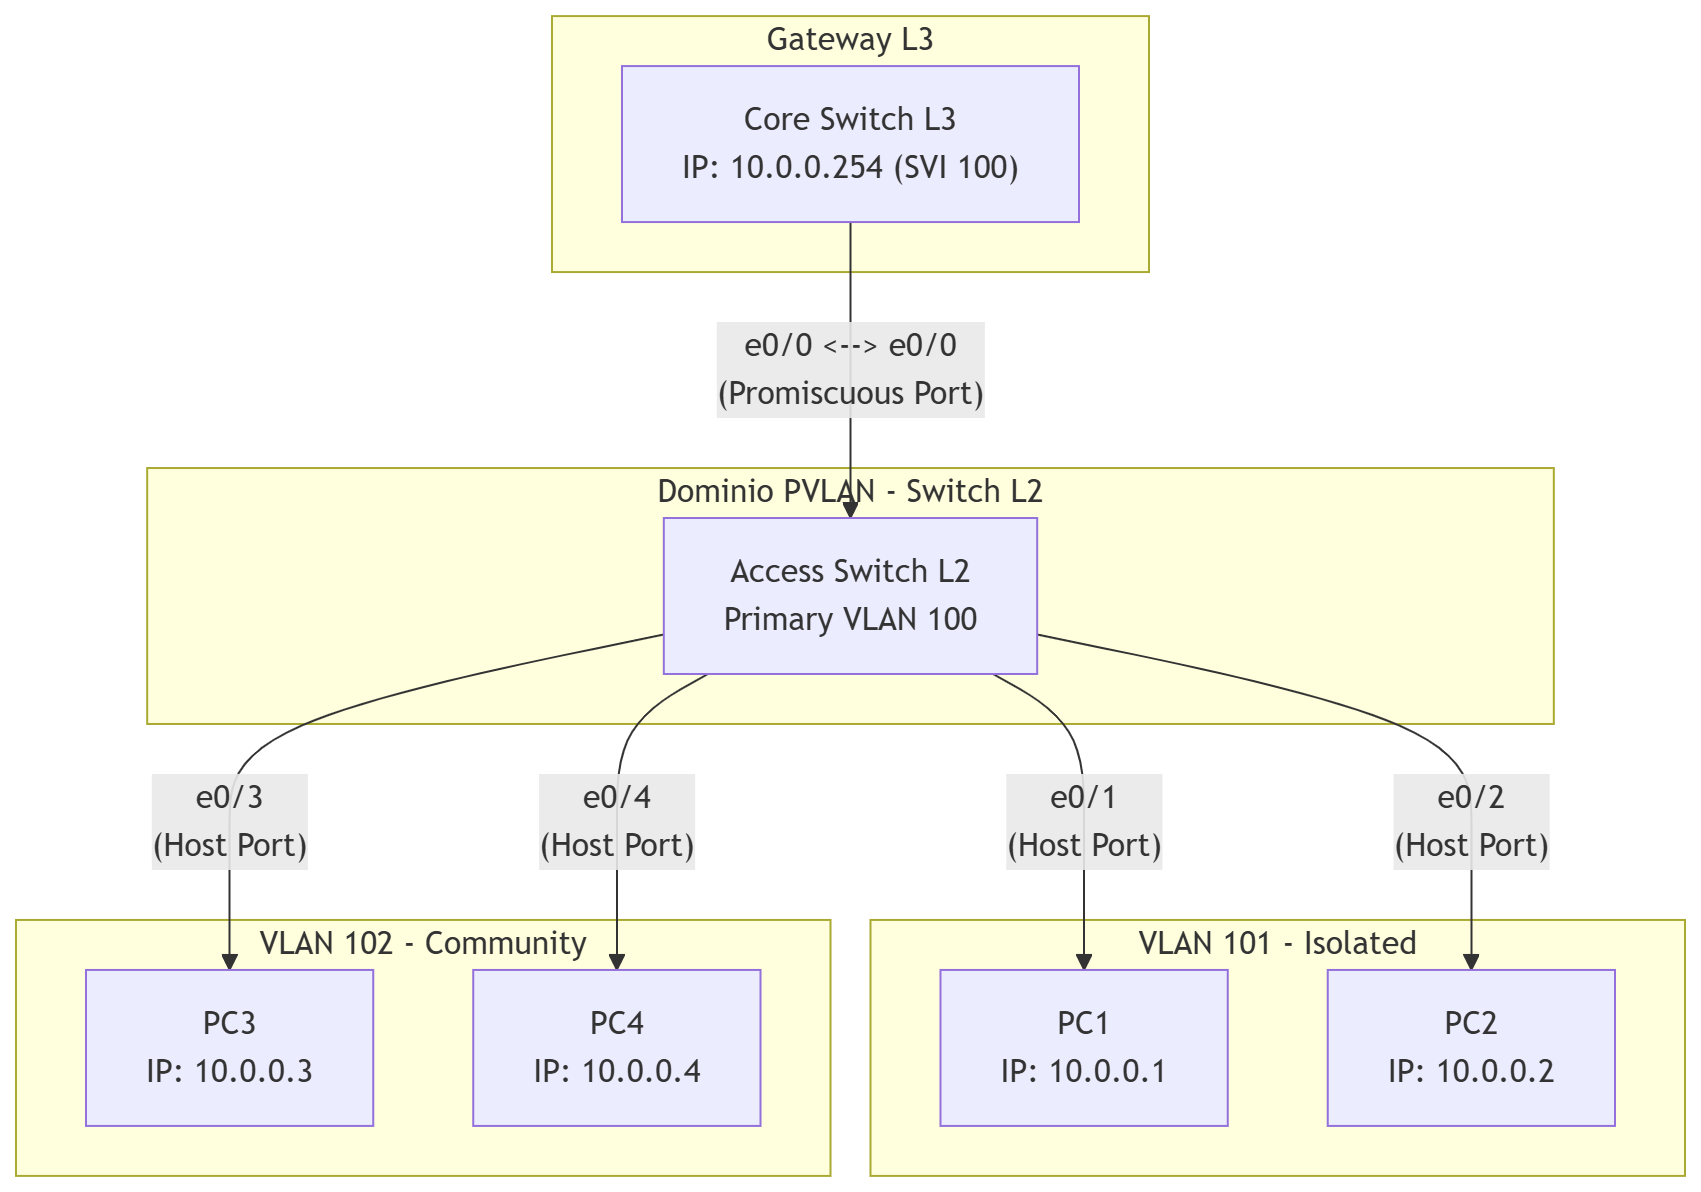 Gateway L3
Core Switch L3
IP: 10.0.0.254 (SVI 100)
e0/0 <--> e0/0
(Promiscuous Port)
Dominio PVLAN - Switch L2
Access Switch L2
Primary VLAN 100
e0/3
(Host Port)
e0/4
(Host Port)
e0/1
(Host Port)
e0/2
(Host Port)
VLAN 102 - Community
PC3
IP: 10.0.0.3
PC4
IP: 10.0.0.4
VLAN 101 - Isolated
PC1
IP: 10.0.0.1
PC2
IP: 10.0.0.2